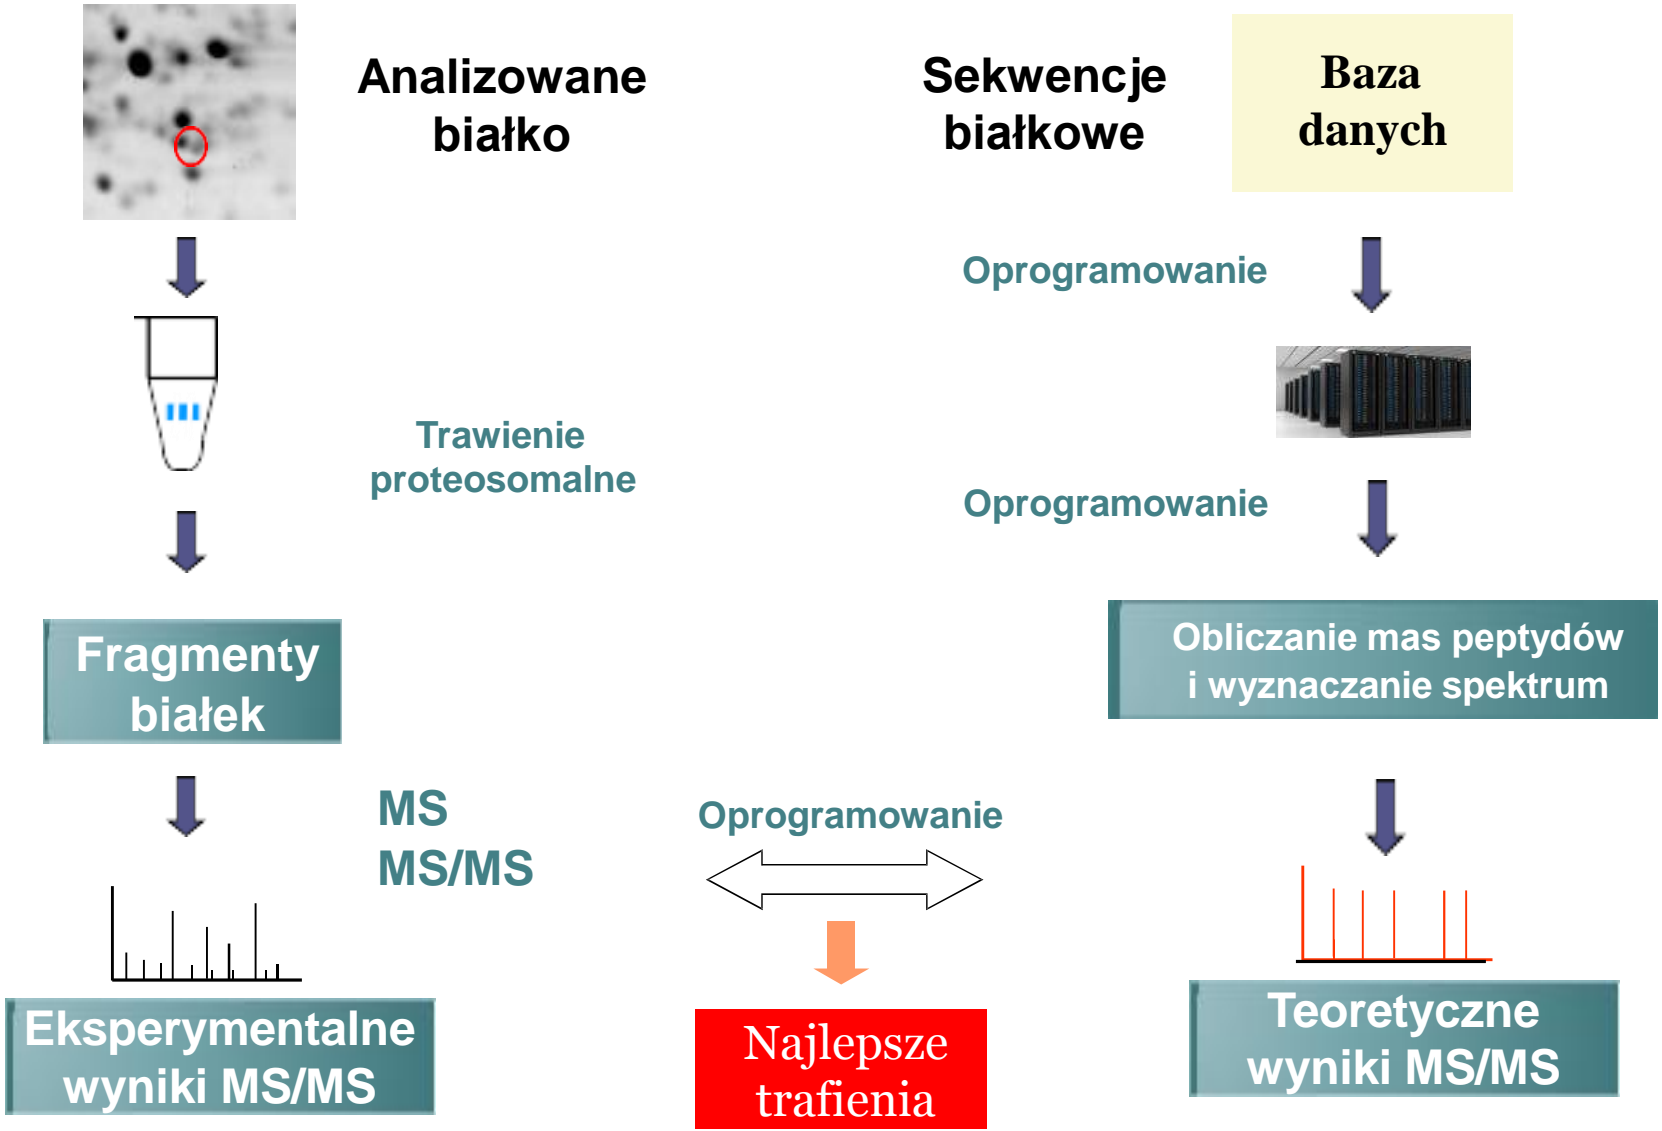 Analizowane
białko
Sekwencje
białkowe
Baza
danych
Oprogramowanie
Trawienie
proteosomalne
Oprogramowanie
Fragmenty
białek
Obliczanie mas peptydów
i wyznaczanie spektrum
MS
MS/MS
Oprogramowanie
Eksperymentalne
wyniki MS/MS
Najlepsze
trafienia
Teoretyczne
wyniki MS/MS